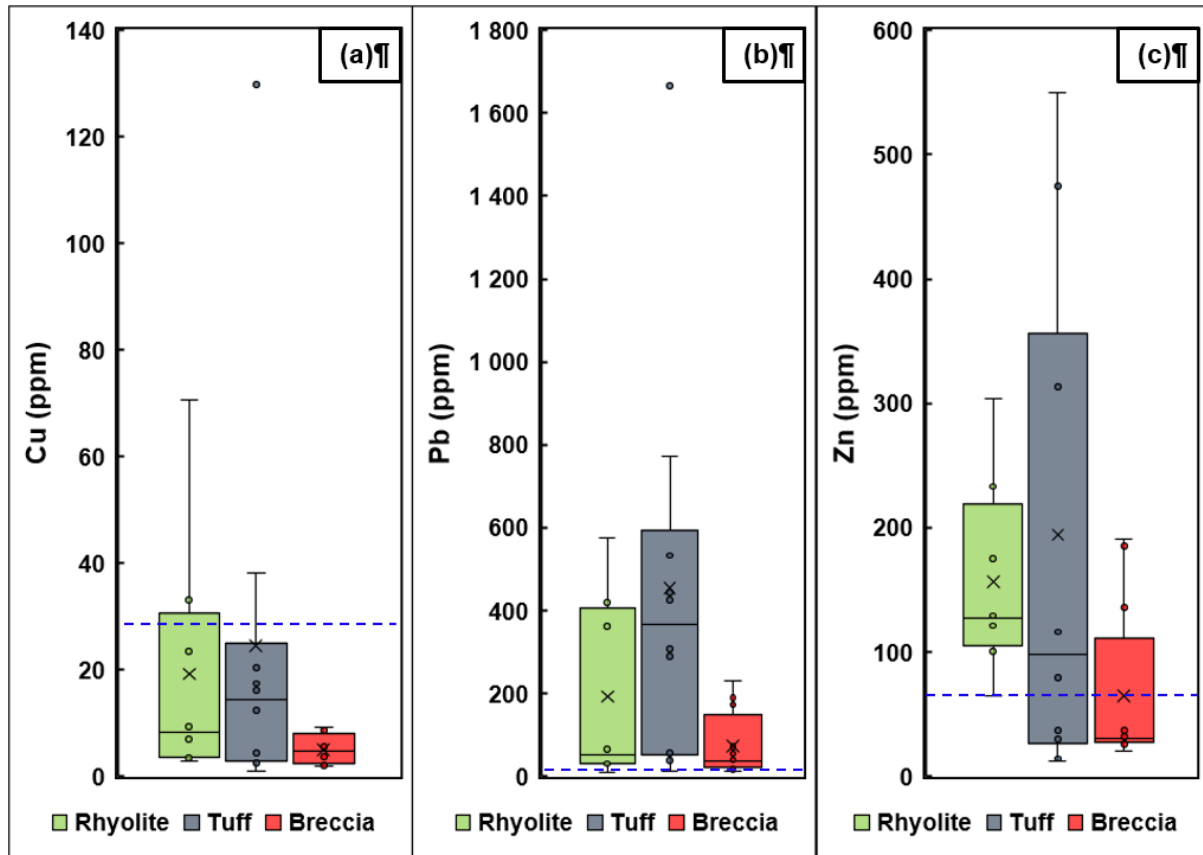 (a)¶
Cu (ppm)
140
120
100
80
60
40
20
0
Rhyolite Tuff Breccia
(b)¶
Pb (ppm)
1 800
1 600
1 400
1 200
1 000
800
600
400
200
0
Rhyolite Tuff Breccia
(c)¶
Zn (ppm)
600
500
400
300
200
100
0
Rhyolite Tuff Breccia